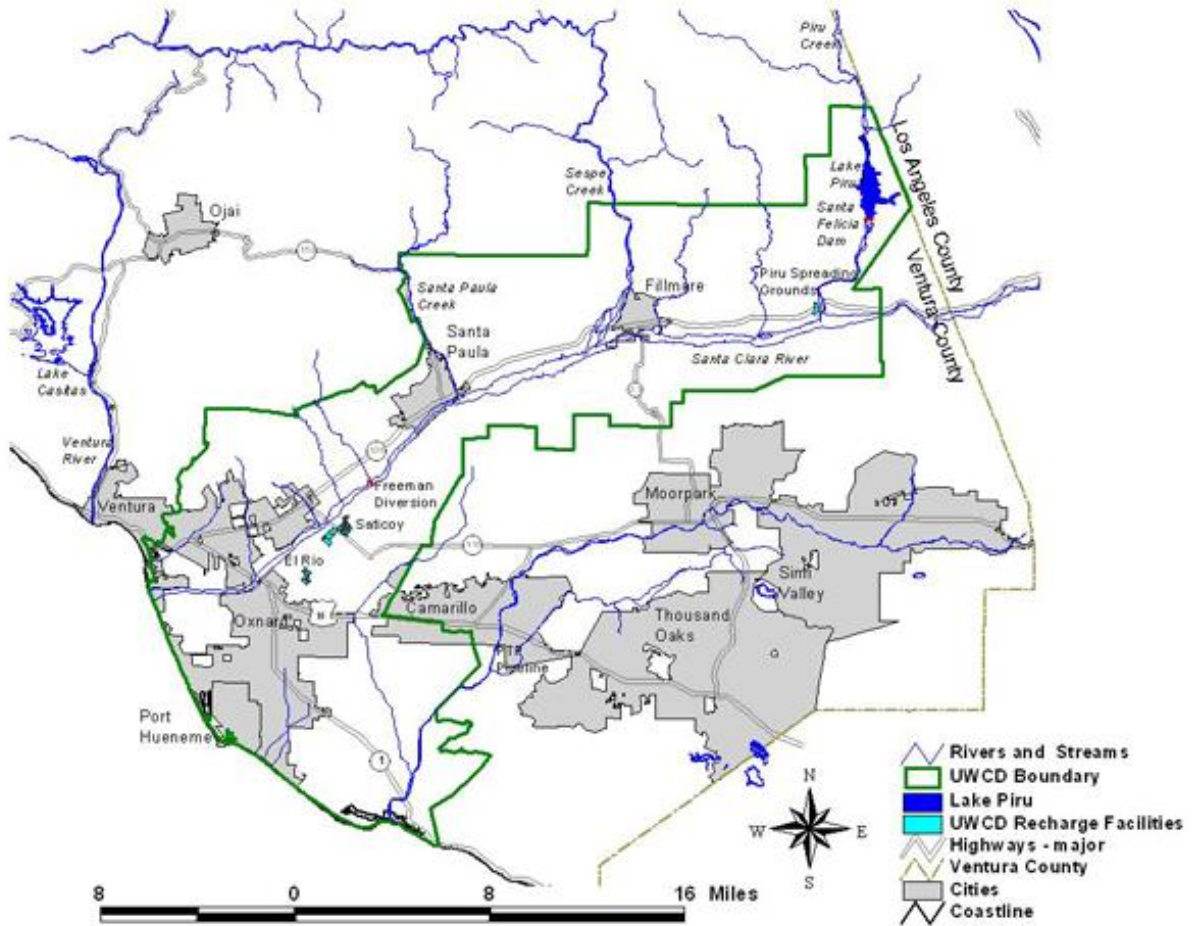 Piru
Creek
Los Angeles County
Ventura County
Lake
Piru
Santa
Felicia
Dam
Sespe
Creek
Ojai
Piru Spreading
Grounds
Fillmore
Santa Paula
Creek
Santa
Paula
Santa Clara River
Lake
Casitas
Ventura
River
Ventura
Freeman
Diversion
Saticoy
El Rio
Moorpark
Simi
Valley
Camarillo
Thousand
Oaks
Oxnard
PTP
Pipeline
Port
Hueneme
1
N
W
E
S
Rivers and Streams
UWCD Boundary
Lake Piru
UWCD Recharge Facilities
Highways - major
Ventura County
Cities
Coastline
8 0 8 16 Miles